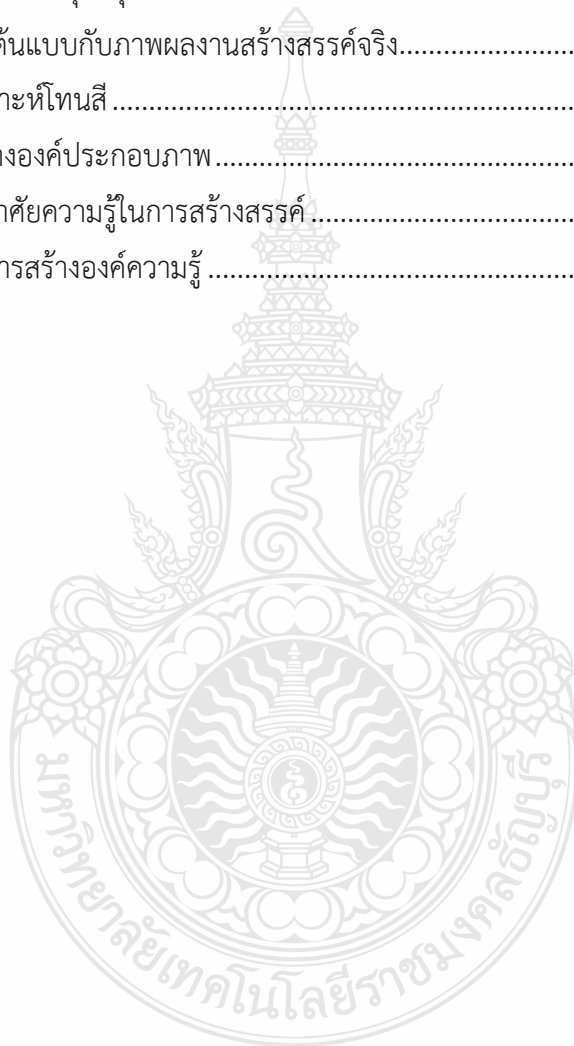 ต้นแบบกับภาพผลงานสร้างสรรค์จริง........................
าะห์โทนสี........................................................................
างองค์ประกอบภาพ........................................................
าศัยความรู้ในการสร้างสรรค์........................................
ารสร้างองค์ความรู้........................................................
มหาวิทยาลัยเทคโนโลยีราชมงคลธัญบุรี